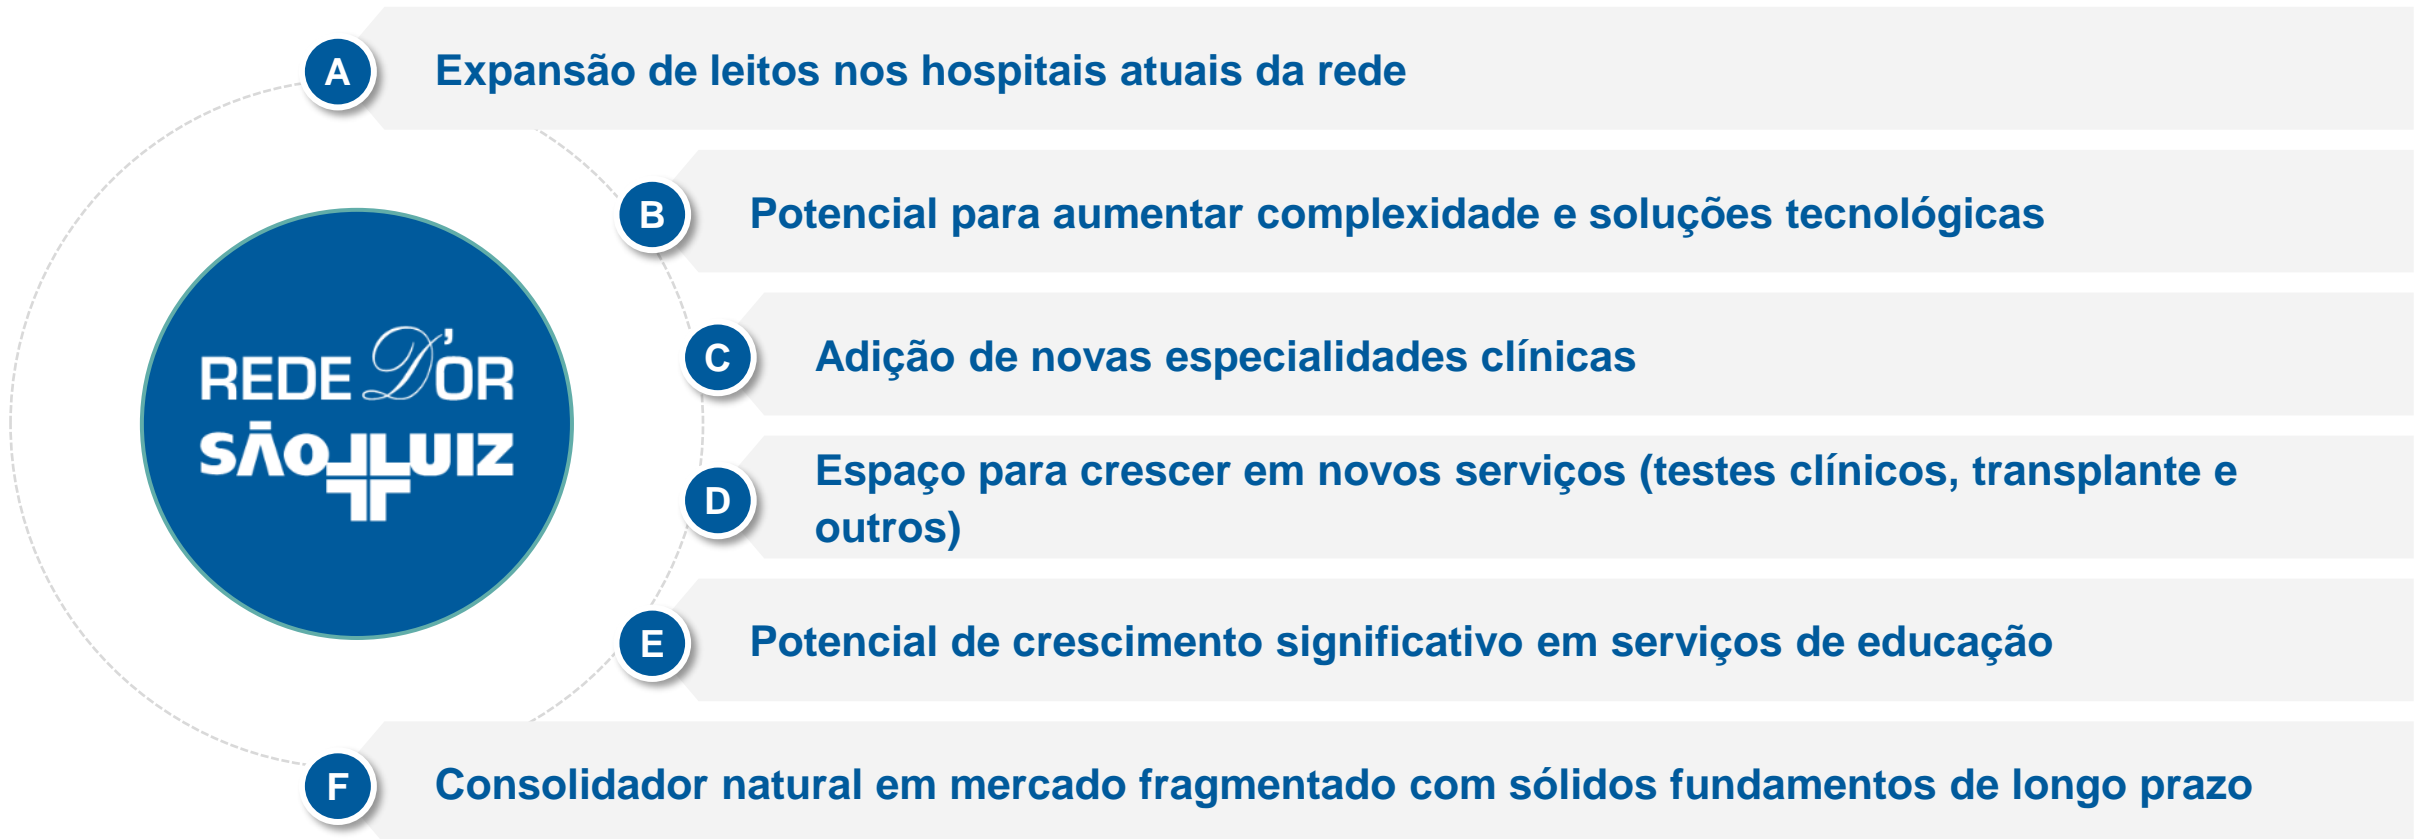 A
Expansão de leitos nos hospitais atuais da rede
B
Potencial para aumentar complexidade e soluções tecnológicas
REDE D'OR
SÃO LUIZ
C
Adição de novas especialidades clínicas
D
Espaço para crescer em novos serviços (testes clínicos, transplante e
outros)
E
Potencial de crescimento significativo em serviços de educação
F
Consolidador natural em mercado fragmentado com sólidos fundamentos de longo prazo